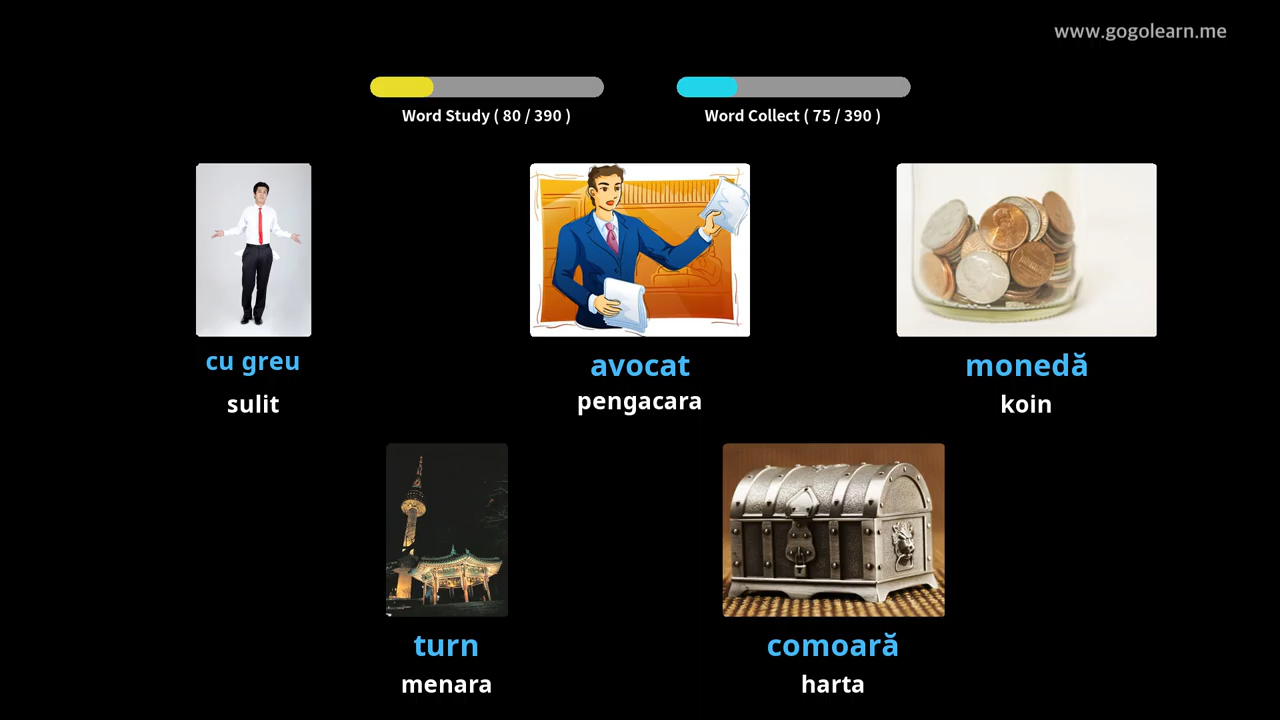 www.gogolearn.me
Word Study ( 80 / 390 )
Word Collect ( 75 / 390 )
cu greu
sulit
avocat
pengacara
monedă
koin
turn
menara
comoară
harta